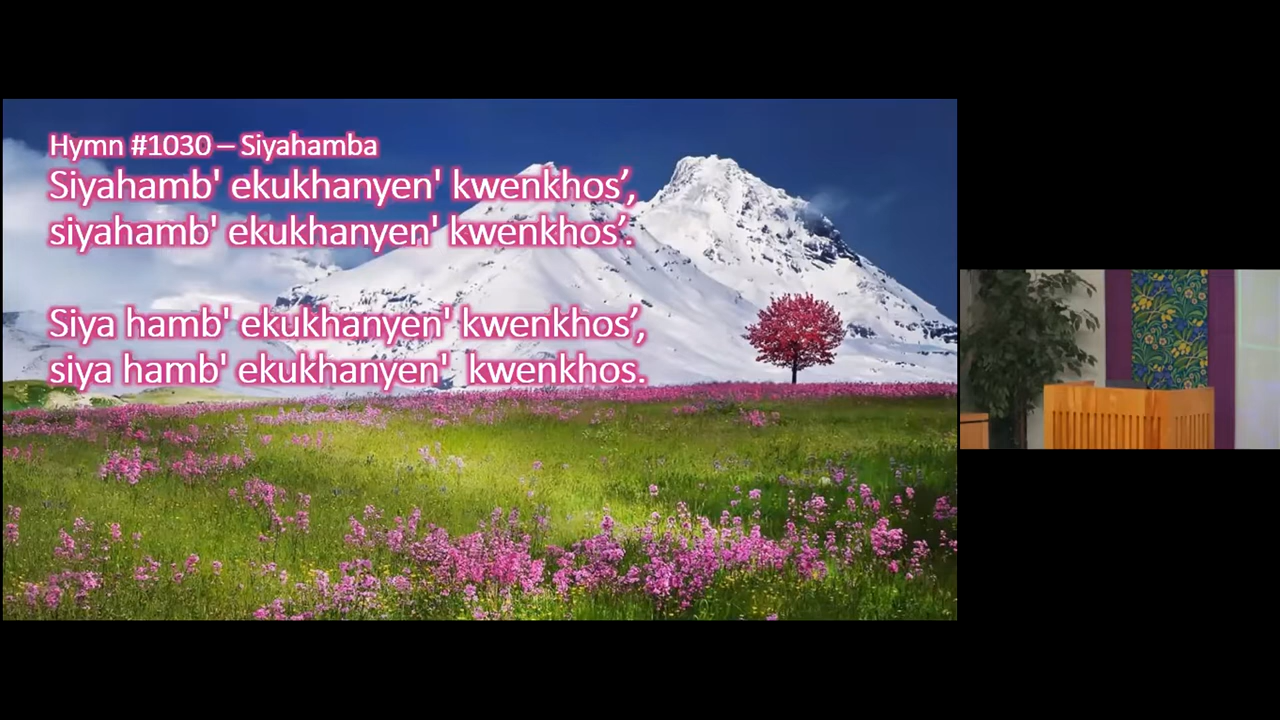 Hymn #1030 – Siyahamba
Siyahamb' ekukhanyen' kwenkhos’,
siyahamb' ekukhanyen' kwenkhos’.
Siya hamb' ekukhanyen' kwenkhos’,
siya hamb' ekukhanyen' kwenkhos.